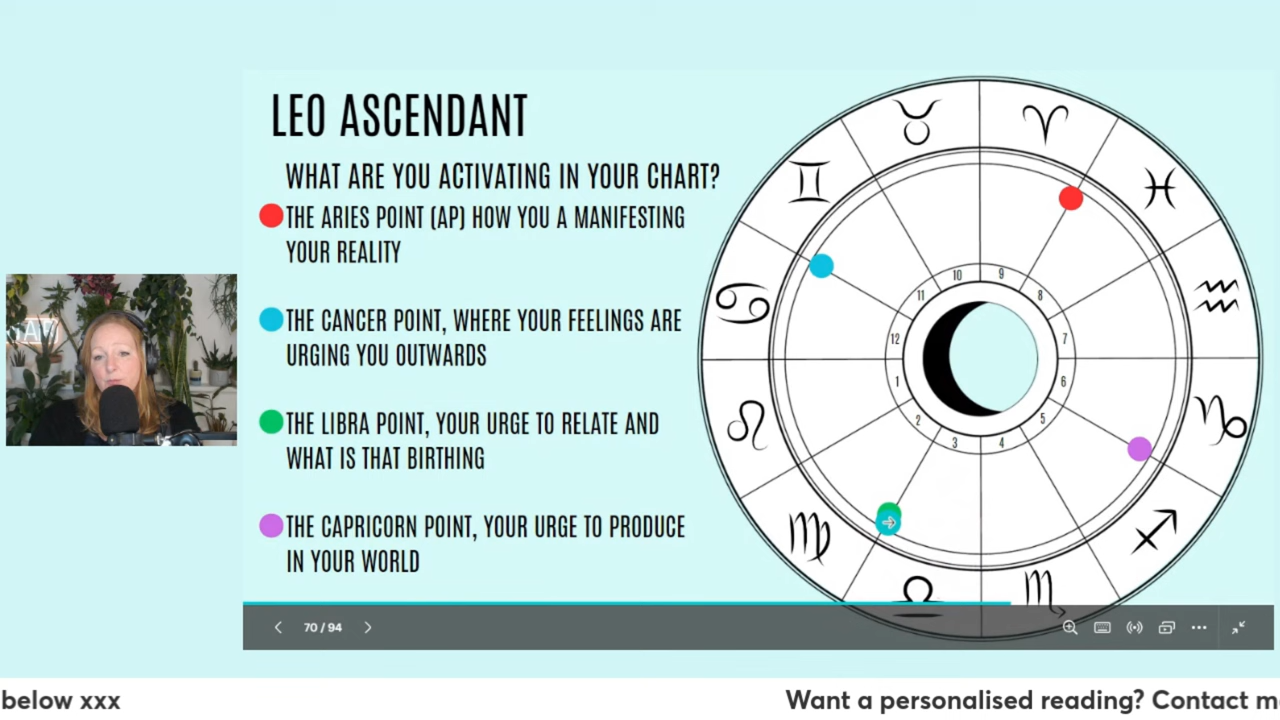 LEO ASCENDANT
WHAT ARE YOU ACTIVATING IN YOUR CHART?
THE ARIES POINT (AP) HOW YOU A MANIFESTING
YOUR REALITY
THE CANCER POINT, WHERE YOUR FEELINGS ARE
URGING YOU OUTWARDS
THE LIBRA POINT, YOUR URGE TO RELATE AND
WHAT IS THAT BIRTHING
THE CAPRICORN POINT, YOUR URGE TO PRODUCE
IN YOUR WORLD
♉ ♈
♊ ♓
♋ ♒
♌ ♑
♍ ♐
♎ ♏
10 9
11 8
12 7
1 6
2 5
3 4
70 / 94
below xxx
Want a personalised reading? Contact m